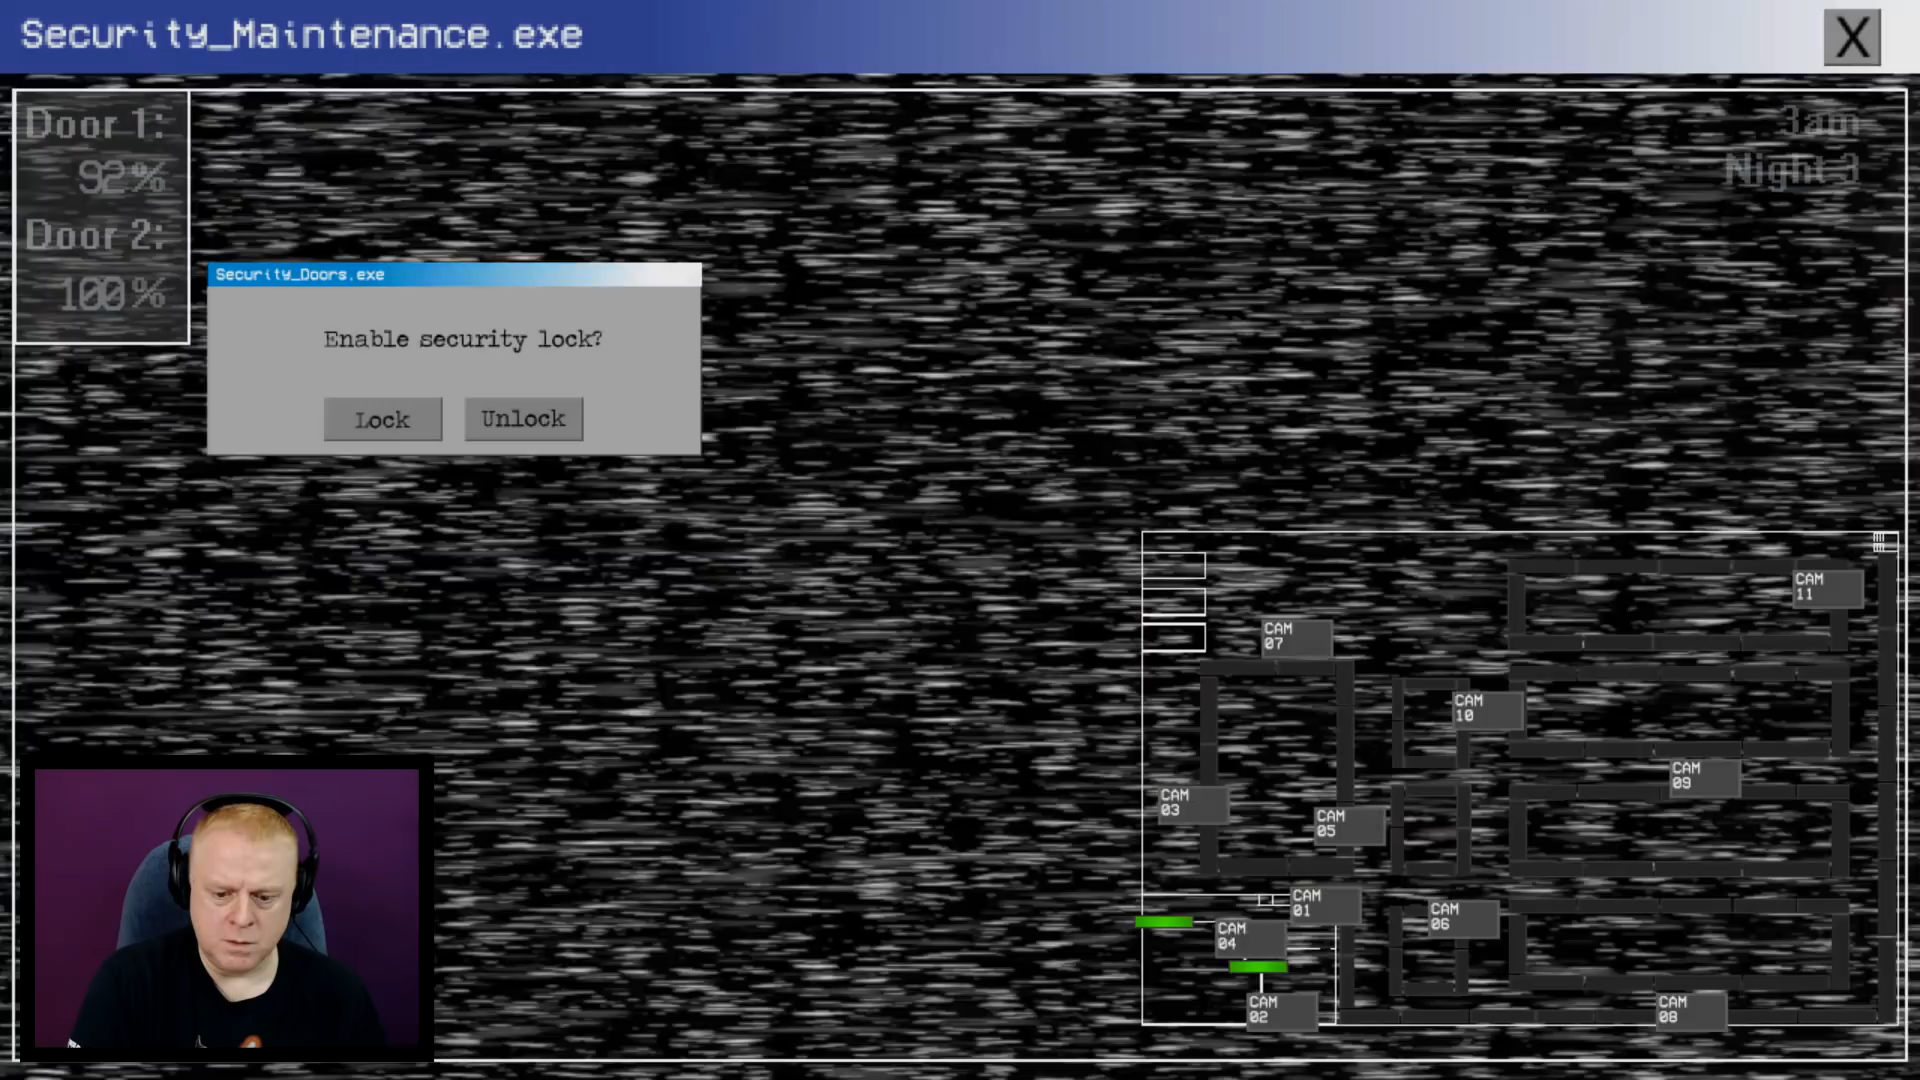 Security_Maintenance.exe
X
Door 1:
92%
Door 2:
100%
3am
Night 3
Security_Doors.exe
Enable security lock?
Lock
Unlock
CAM
11
CAM
07
CAM
10
CAM
09
CAM
03
CAM
05
CAM
01
CAM
06
CAM
04
CAM
02
CAM
08